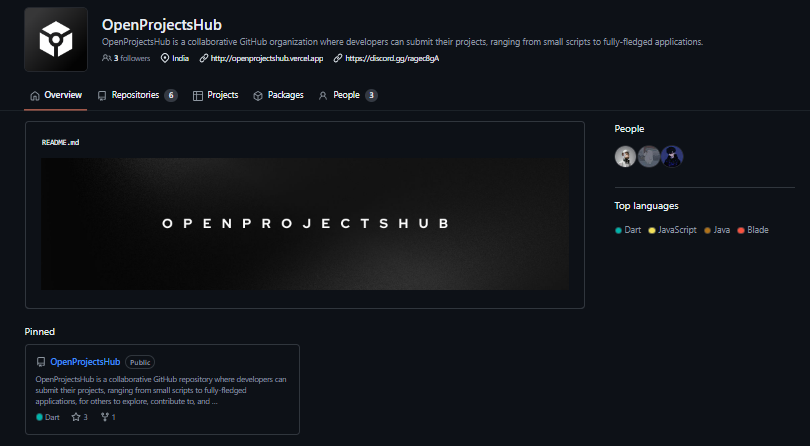 OpenProjectsHub
OpenProjectsHub is a collaborative GitHub organization where developers can submit their projects, ranging from small scripts to fully-fledged applications.
3 followers India http://openprojectshub.vercel.app https://discord.gg/ragec8gA
Overview Repositories 6 Projects Packages People 3
README.md
OPENPROJECTSHUB
People
Top languages
Dart JavaScript Java Blade
Pinned
OpenProjectsHub Public
OpenProjectsHub is a collaborative GitHub repository where developers can
submit their projects, ranging from small scripts to fully-fledged
applications, for others to explore, contribute to, and ...
Dart 3 1